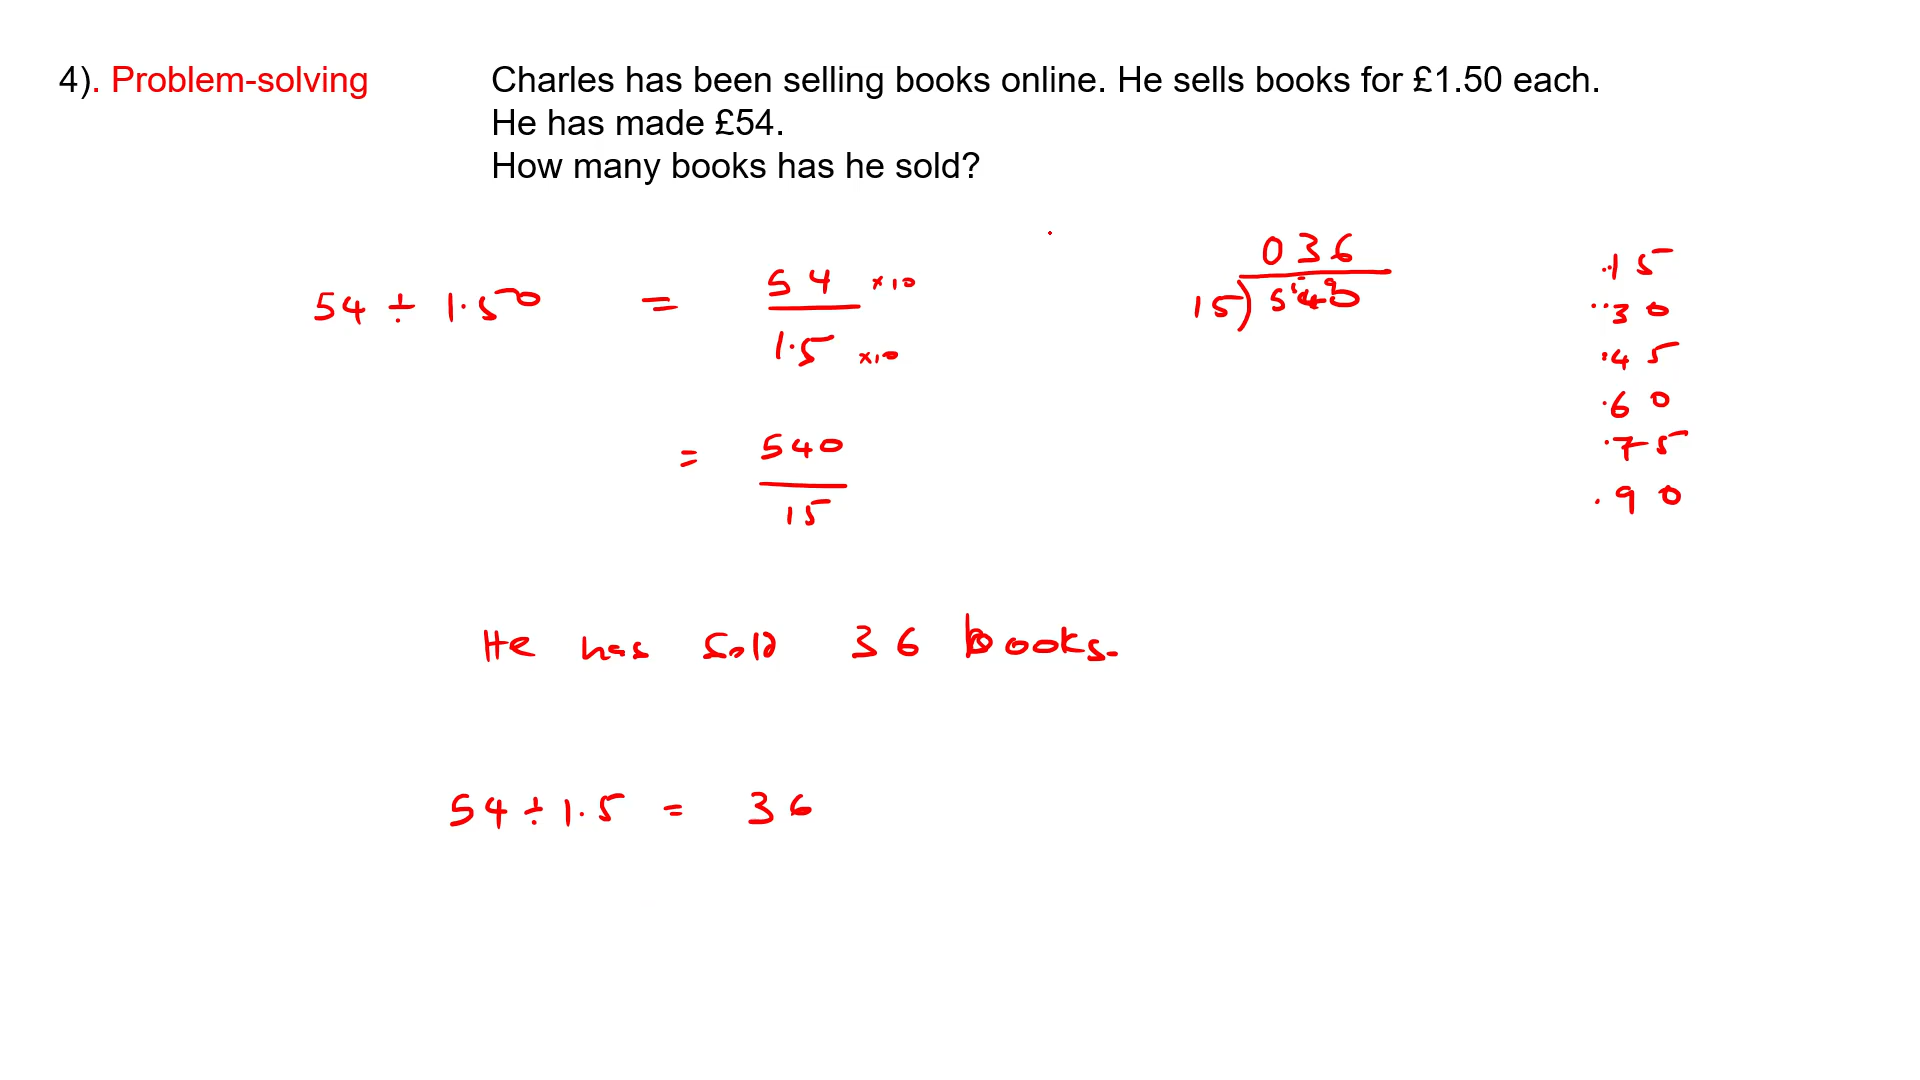 4). Problem-solving Charles has been selling books online. He sells books for £1.50 each.
He has made £54.
How many books has he sold?
54 ÷ 1.50 = 54 ×10
1.5 ×10
= 540
15
036
15)540
15
30
45
60
75
90
He has sold 36 books.
54 ÷ 1.5 = 36